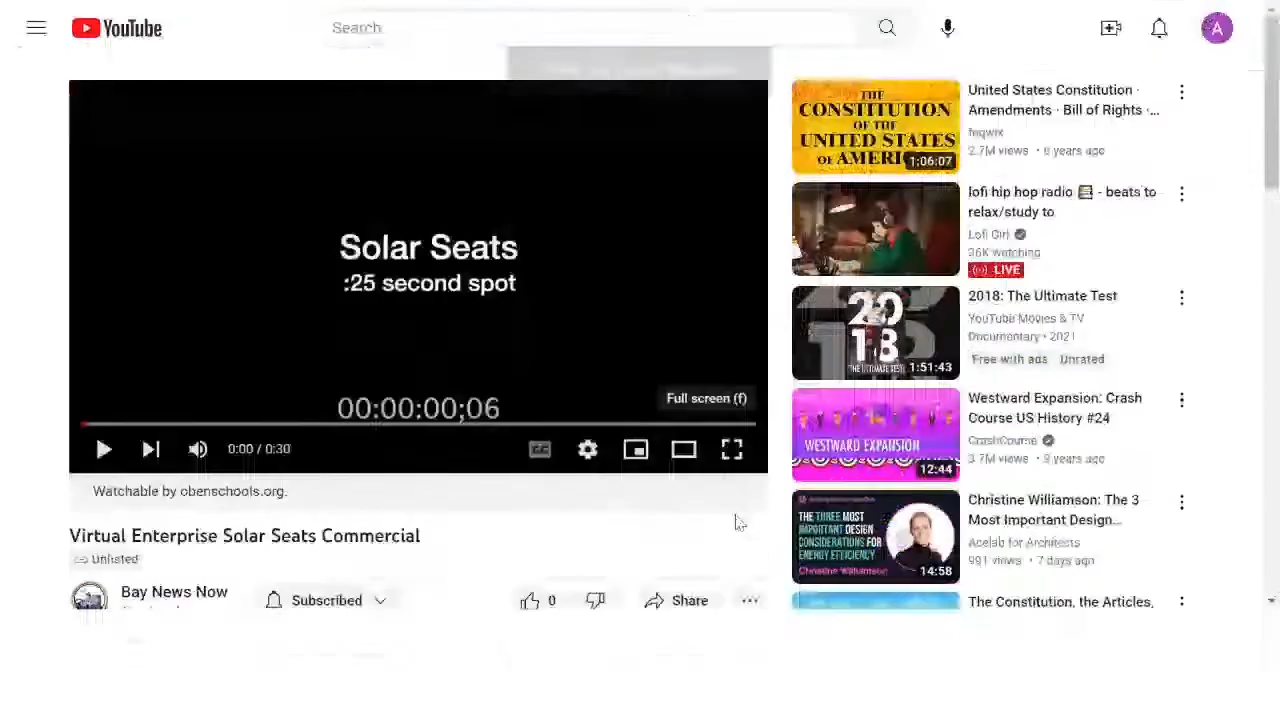 YouTube
Search
A
Solar Seats
:25 second spot
00:00:00;06
Full screen (f)
0:00 / 0:30
Watchable by obenschools.org.
Virtual Enterprise Solar Seats Commercial
Unlisted
Bay News Now
Subscribed
0
Share
THE
CONSTITUTION
OF THE
UNITED STATES
OF AMERI
1:06:07
United States Constitution ·
Amendments · Bill of Rights ·...
2.7M views
years ago
lofi hip hop radio 📚 - beats to
relax/study to
Lofi Girl
36K watching
LIVE
2018
THE ULTIMATE TEST
1:51:43
2018: The Ultimate Test
YouTube Movies & TV
Documentary • 2021
Free with ads Unrated
WESTWARD EXPANSION
12:44
Westward Expansion: Crash
Course US History #24
CrashCourse
3.7M views • 9 years ago
THE THREE MOST
IMPORTANT DESIGN
CONSIDERATIONS FOR
ENERGY EFFICIENCY
Christine Williamson
14:58
Christine Williamson: The 3
Most Important Design...
Acelab for Architects
991 views • 7 days ago
The Constitution, the Articles,